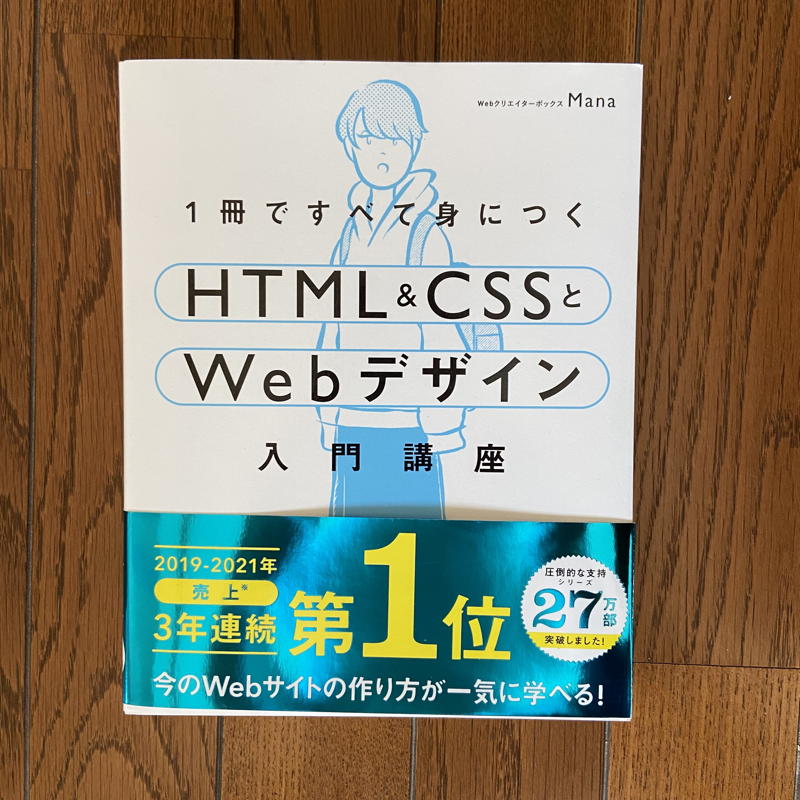 Webクリエイターボックス Mana
1冊ですべて身につく
HTML&CSSと
Webデザイン
入門講座
2019-2021年
売上※
3年連続
第1位
圧倒的な支持
シリーズ
27万部
突破しました!
今のWebサイトの作り方が一気に学べる!